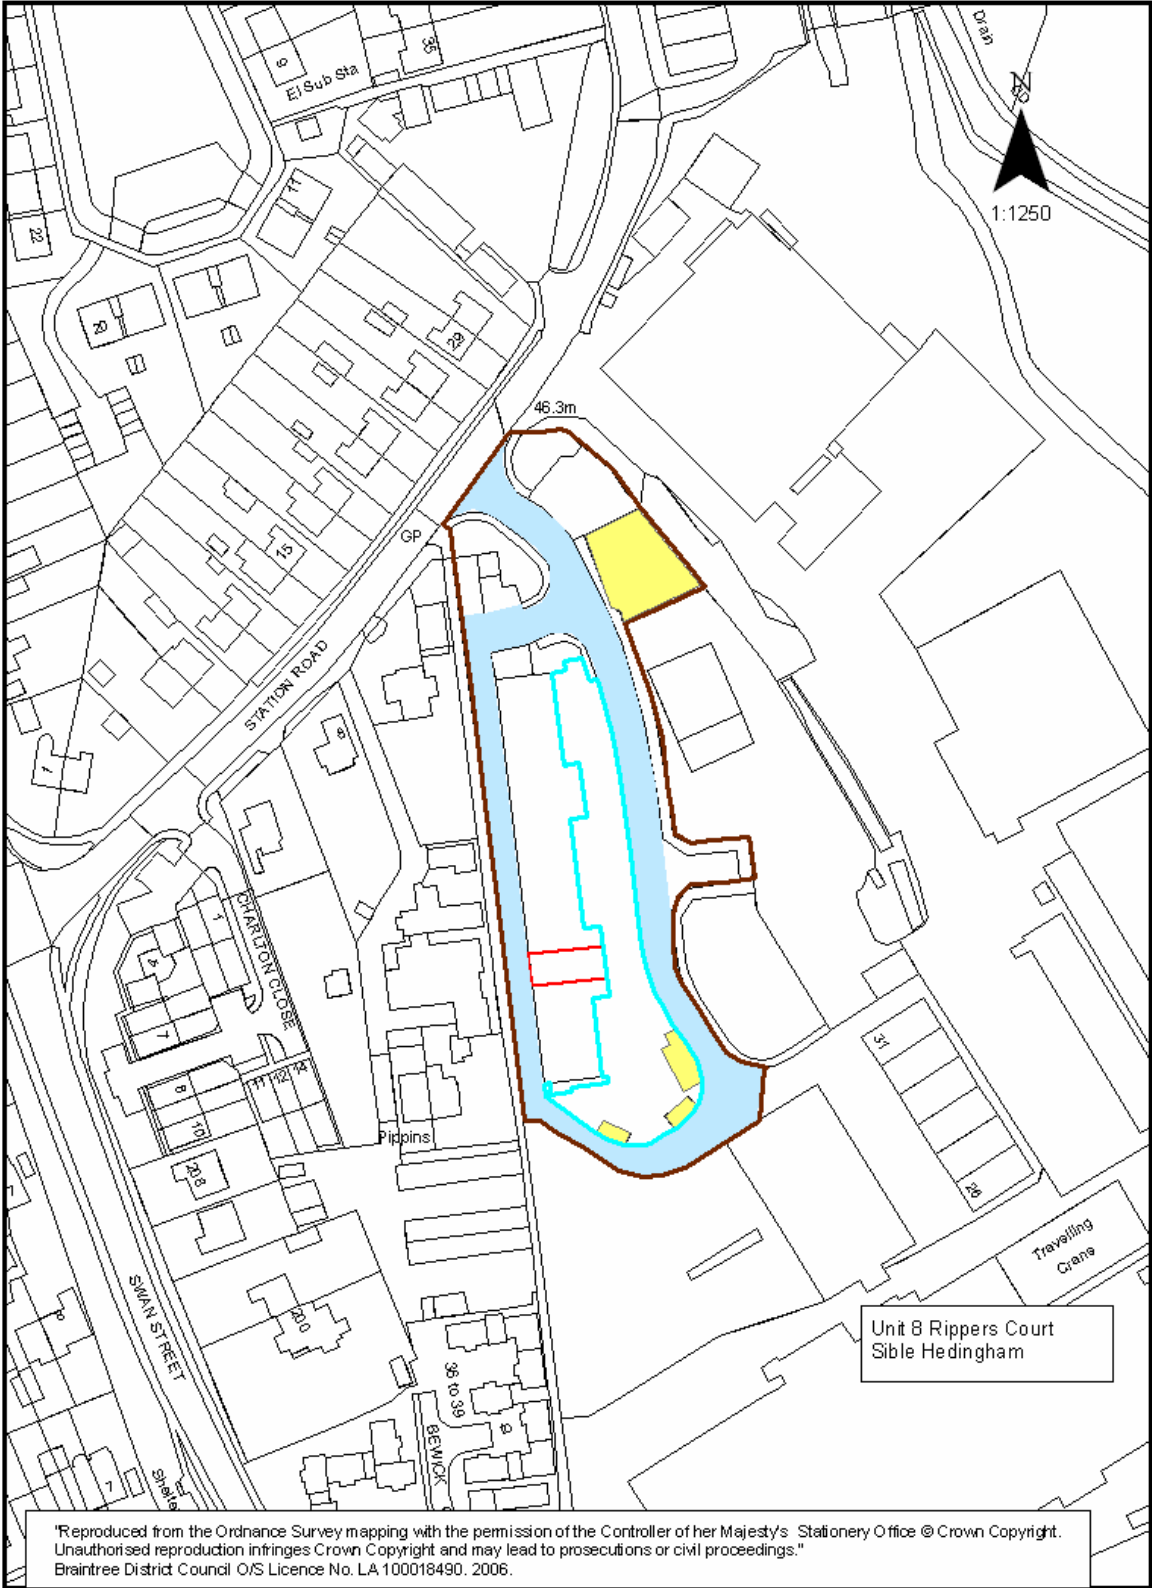 Drain
35
9
El Sub Sta
N
1:1250
22
11
20
29
46.3m
GP
15
STATION ROAD
1
6
CHARLTON CLOSE
1
5
7
8
10
11
12
14
Pippins
208
31
26
Travelling
Crane
SWAN STREET
200
Unit 8 Rippers Court
Sible Hedingham
36 to 39
BEWICK
7
"Reproduced from the Ordnance Survey mapping with the permission of the Controller of her Majesty's Stationery Office © Crown Copyright.
Unauthorised reproduction infringes Crown Copyright and may lead to prosecutions or civil proceedings."
Braintree District Council O/S Licence No. LA 100018490. 2006.